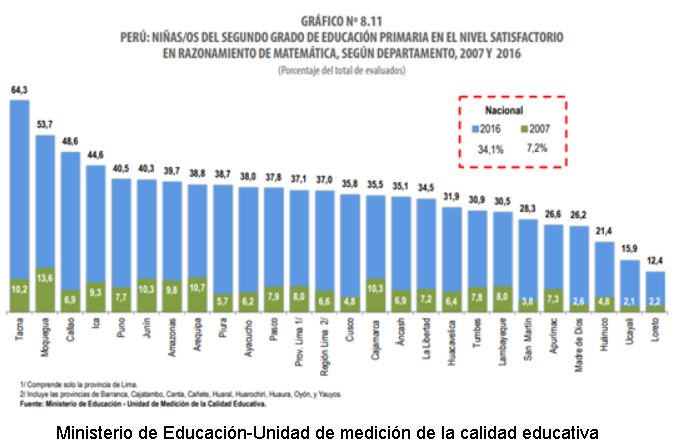 GRÁFICO Nº 8.11
PERÚ: NIÑAS/OS DEL SEGUNDO GRADO DE EDUCACIÓN PRIMARIA EN EL NIVEL SATISFACTORIO
EN RAZONAMIENTO DE MATEMÁTICA, SEGÚN DEPARTAMENTO, 2007 Y 2016
(Porcentaje del total de evaluados)
Nacional
2016 2007
34,1% 7,2%
64,3 53,7 48,6 44,6 40,5 40,3 39,7 38,8 38,7 38,0 37,8 37,1 37,0 35,8 35,5 35,1 34,5 31,9 30,9 30,5 28,3 26,6 26,2 21,4 15,9 12,4
10,2 13,6 6,9 9,3 7,7 10,3 9,8 10,7 5,7 6,2 7,9 8,0 6,6 4,8 10,3 6,9 7,2 6,4 7,8 8,0 3,8 7,3 2,6 4,8 2,1 2,2
Tacna Moquegua Callao Ica Puno Junín Amazonas Arequipa Piura Ayacucho Pasco Prov. Lima 1/ Región Lima 2/ Cusco Cajamarca Áncash La Libertad Huancavelica Tumbes Lambayeque San Martín Apurímac Madre de Dios Huánuco Ucayali Loreto
1/ Comprende solo la provincia de Lima.
2/ Incluye las provincias de Barranca, Cajatambo, Canta, Cañete, Huaral, Huarochirí, Huaura, Oyón, y Yauyos.
Fuente: Ministerio de Educación - Unidad de Medición de la Calidad Educativa.
Ministerio de Educación-Unidad de medición de la calidad educativa